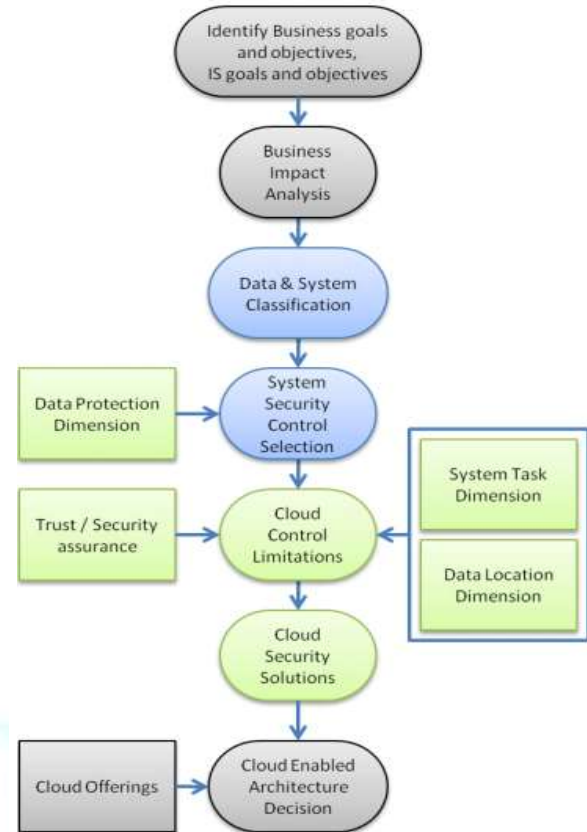 Identify Business goals
and objectives,
IS goals and objectives
Business
Impact
Analysis
Data & System
Classification
Data Protection
Dimension
System
Security
Control
Selection
Trust / Security
assurance
Cloud
Control
Limitations
System Task
Dimension
Data Location
Dimension
Cloud
Security
Solutions
Cloud Offerings
Cloud Enabled
Architecture
Decision